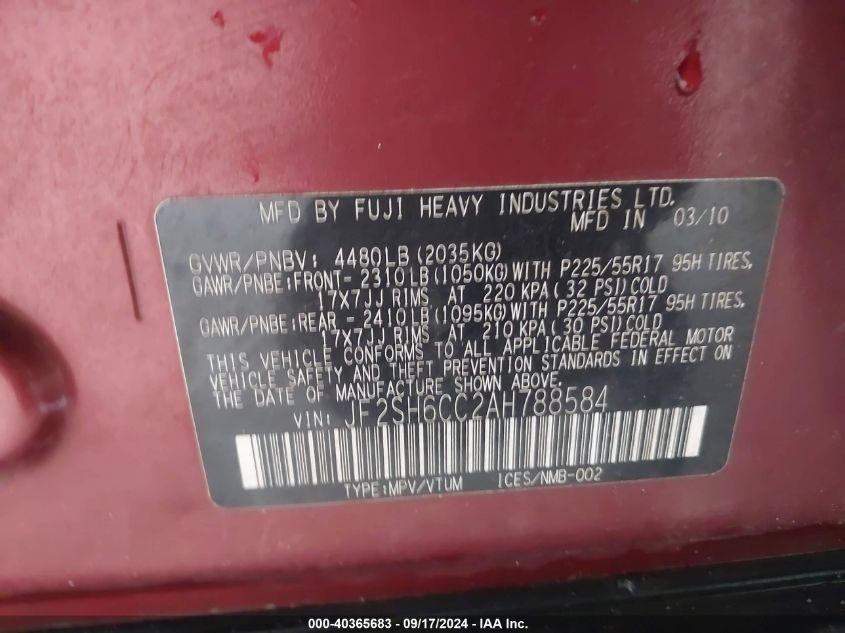 MFD BY FUJI HEAVY INDUSTRIES LTD.
MFD IN 03/10
GVWR/PNBV: 4480LB(2035KG)
GAWR/PNBE:FRONT- 2310LB(1050KG)WITH P225/55R17 95H TIRES,
17X7JJ RIMS AT 220 KPA(32 PSI)COLD
GAWR/PNBE:REAR - 2410LB(1095KG)WITH P225/55R17 95H TIRES,
17X7JJ RIMS AT 210 KPA(30 PSI)COLD
THIS VEHICLE CONFORMS TO ALL APPLICABLE FEDERAL MOTOR
VEHICLE SAFETY AND THEFT PREVENTION STANDARDS IN EFFECT ON
THE DATE OF MANUFACTURE SHOWN ABOVE.
VIN: JF2SH6CC2AH788584
TYPE:MPV/VTUM ICES/NMB-002
000-40365683 - 09/17/2024 - IAA Inc.